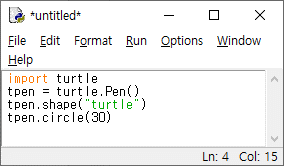 *untitled*
File Edit Format Run Options Window
Help
import turtle
tpen = turtle.Pen()
tpen.shape("turtle")
tpen.circle(30)
Ln: 4 Col: 15